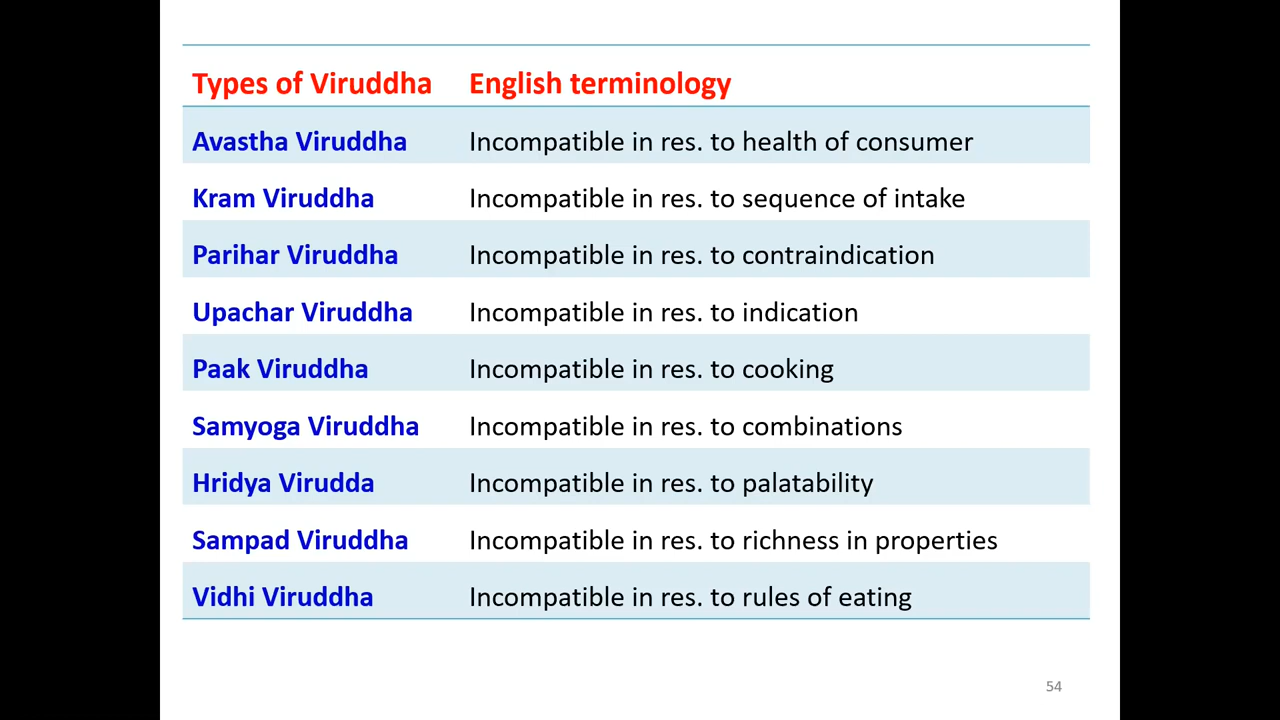 Types of Viruddha English terminology
Avastha Viruddha Incompatible in res. to health of consumer
Kram Viruddha Incompatible in res. to sequence of intake
Parihar Viruddha Incompatible in res. to contraindication
Upachar Viruddha Incompatible in res. to indication
Paak Viruddha Incompatible in res. to cooking
Samyoga Viruddha Incompatible in res. to combinations
Hridya Virudda Incompatible in res. to palatability
Sampad Viruddha Incompatible in res. to richness in properties
Vidhi Viruddha Incompatible in res. to rules of eating
54